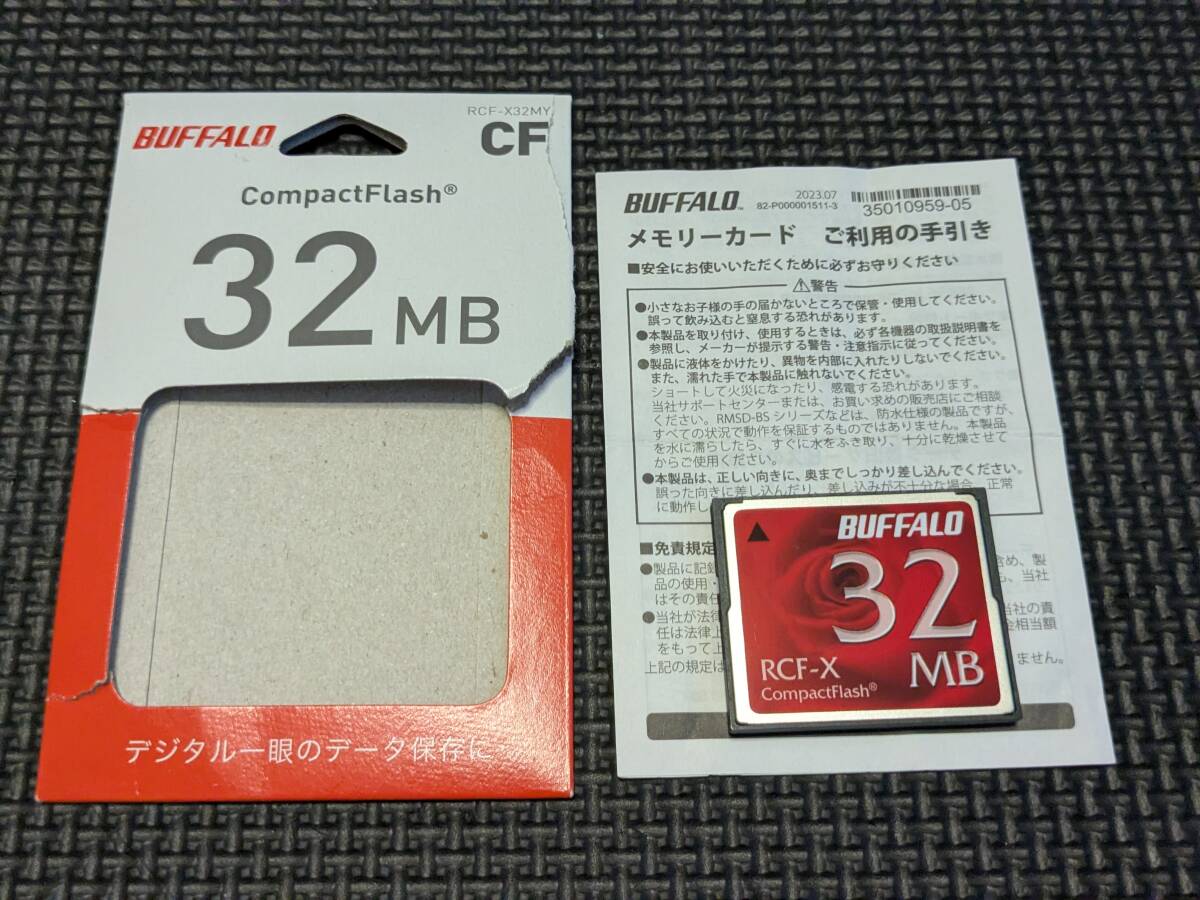 BUFFALO
RCF-X32MY
CF
CompactFlash®
32 MB
デジタル一眼のデータ保存に
BUFFALO™
2023.07
82-P000001511-3
35010959-05
メモリーカード ご利用の手引き
■安全にお使いいただくために必ずお守りください
⚠警告
●小さなお子様の手の届かないところで保管・使用してください。
誤って飲み込むと窒息する恐れがあります。
●本製品を取り付け、使用するときは、必ず各機器の取扱説明書を
参照し、メーカーが提示する警告・注意指示に従ってください。
●製品に液体をかけたり、異物を内部に入れたりしないでください。
また、濡れた手で本製品に触れないでください。
ショートして火災になったり、感電する恐れがあります。
当社サポートセンターまたは、お買い求めの販売店にご相談
ください。RMSD-BSシリーズなどは、防水仕様の製品ですが、
すべての状況で動作を保証するものではありません。本製品
を水に濡らしたら、すぐに水をふき取り、十分に乾燥させて
からご使用ください。
●本製品は、正しい向きに、奥までしっかり差し込んでください。
誤った向きに差し込んだり、差し込みが不十分な場合、正常
に動作し
■免責規定
●製品に記録 含め、製
品の使用・ も、当社
はその責任
●当社が法律 当社の責
任は法律上 金相当額
をもって上
上記の規定は ません。
BUFFALO
32
MB
RCF-X
CompactFlash®